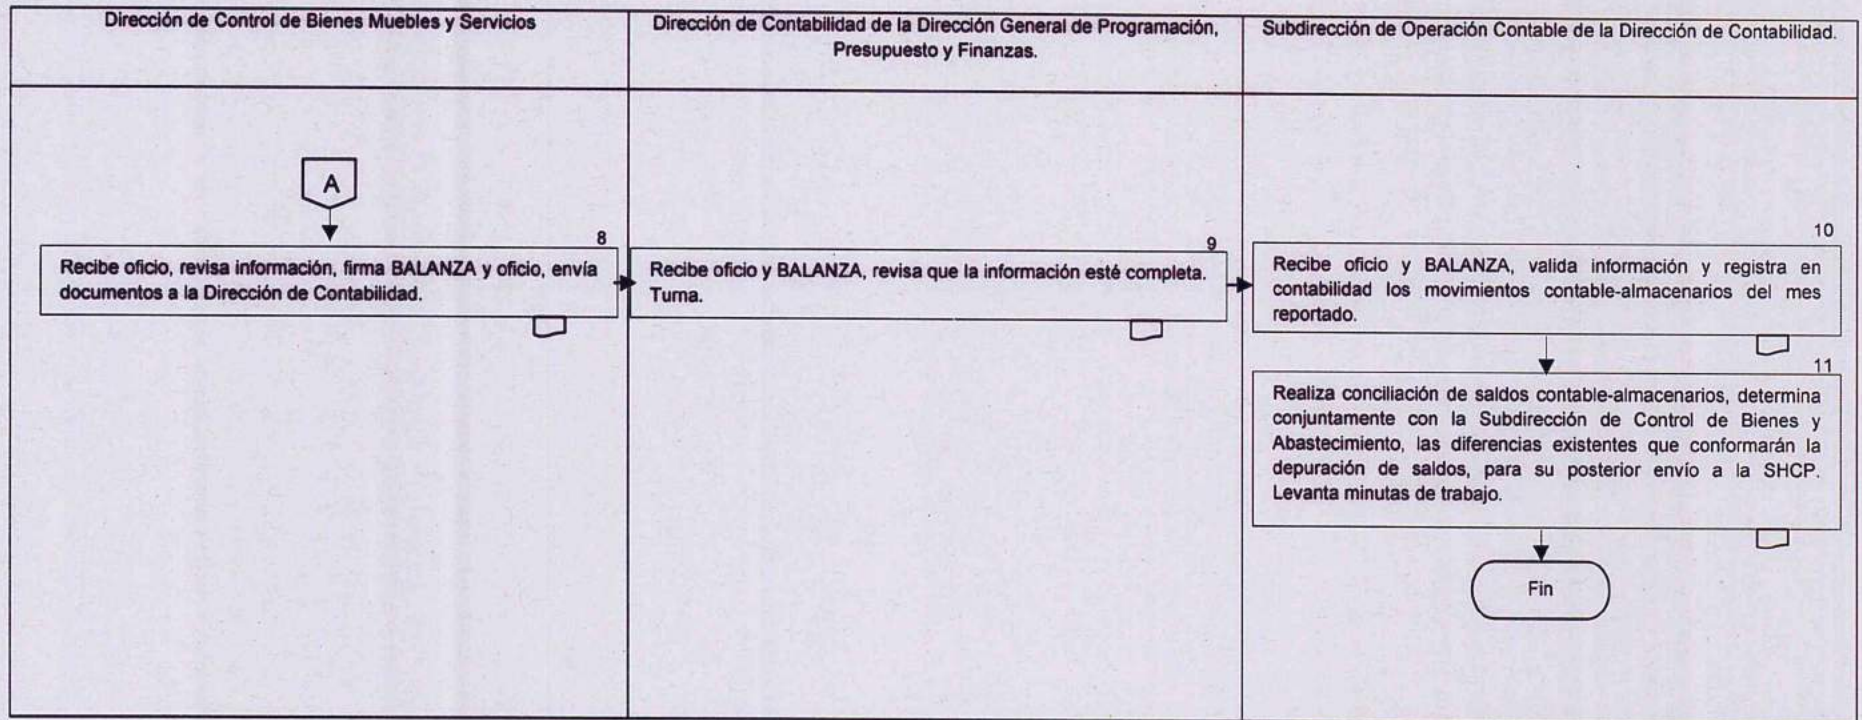 Dirección de Control de Bienes Muebles y Servicios
Dirección de Contabilidad de la Dirección General de Programación,
Presupuesto y Finanzas.
Subdirección de Operación Contable de la Dirección de Contabilidad.
A
8
Recibe oficio, revisa información, firma BALANZA y oficio, envía
documentos a la Dirección de Contabilidad.
9
Recibe oficio y BALANZA, revisa que la información esté completa.
Turna.
10
Recibe oficio y BALANZA, valida información y registra en
contabilidad los movimientos contable-almacenarios del mes
reportado.
11
Realiza conciliación de saldos contable-almacenarios, determina
conjuntamente con la Subdirección de Control de Bienes y
Abastecimiento, las diferencias existentes que conformarán la
depuración de saldos, para su posterior envío a la SHCP.
Levanta minutas de trabajo.
Fin